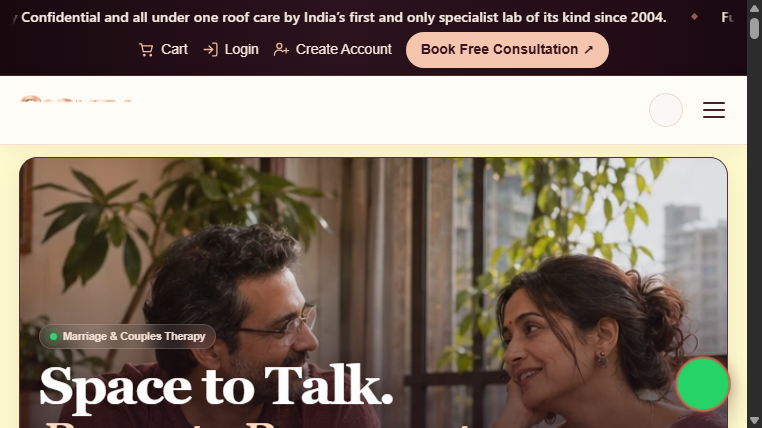 Confidential and all under one roof care by India's first and only specialist lab of its kind since 2004.
Cart Login Create Account Book Free Consultation ↗
Marriage & Couples Therapy
Space to Talk.